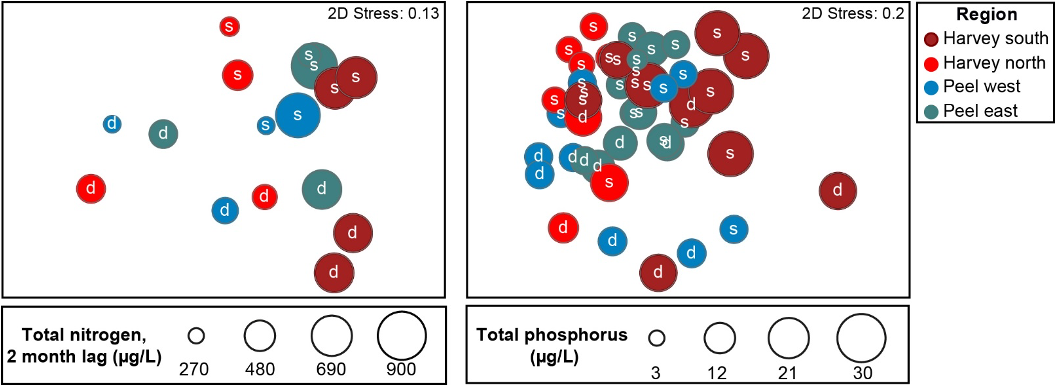 2D Stress: 0.13
s
s
s
s
s
s
s
s
d
d
d
d
d
d
d
d
2D Stress: 0.2
s
s
s
s
s
s
s
s
s s
s
s
s
s
s
s
s
s
s
s
d
s
s
d
s s
s
d
s
d
s
d
d
d
d
d
s
d
d
d
s
d
d
Region
Harvey south
Harvey north
Peel west
Peel east
Total nitrogen,
2 month lag (µg/L)
270 480 690 900
Total phosphorus
(µg/L)
3 12 21 30